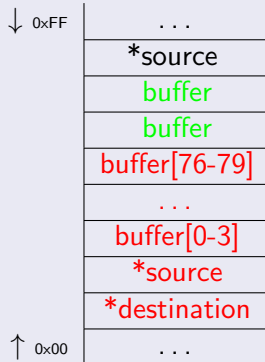 ↓ 0xFF . . .
*source
buffer
buffer
buffer[76-79]
. . .
buffer[0-3]
*source
*destination
↑ 0x00 . . .